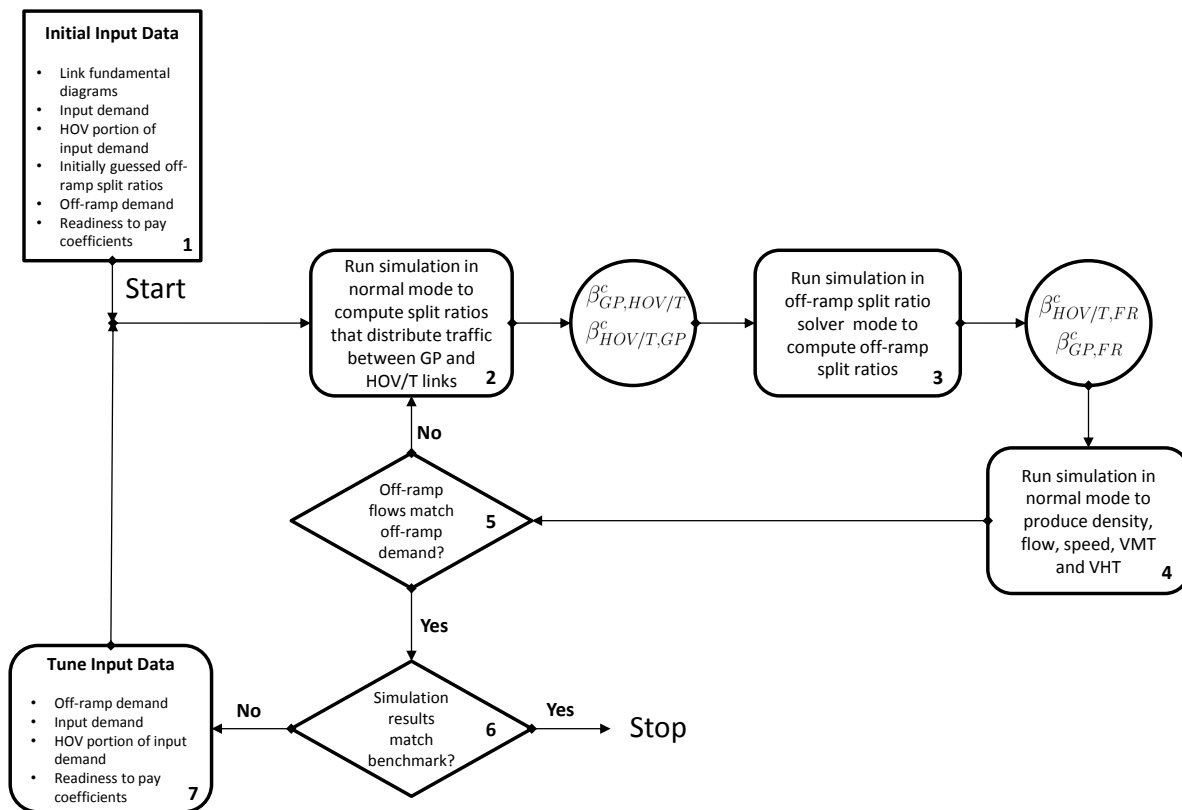 Initial Input Data
• Link fundamental
diagrams
• Input demand
• HOV portion of
input demand
• Initially guessed off-
ramp split ratios
• Off-ramp demand
• Readiness to pay
coefficients
1
Start
Run simulation in
normal mode to
compute split ratios
that distribute traffic
between GP and
HOV/T links
2
β^c_{GP,HOV/T}
β^c_{HOV/T,GP}
Run simulation in
off-ramp split ratio
solver mode to
compute off-ramp
split ratios
3
β^c_{HOV/T,FR}
β^c_{GP,FR}
Run simulation in
normal mode to
produce density,
flow, speed, VMT
and VHT
4
No
Off-ramp
flows match
off-ramp
demand?
5
Yes
Simulation
results
match
benchmark?
6
Yes
Stop
No
Tune Input Data
• Off-ramp demand
• Input demand
• HOV portion of input
demand
• Readiness to pay
coefficients
7